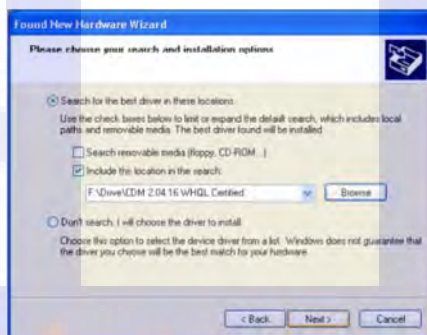 Found New Hardware Wizard
Please choose your search and installation options.
Search for the best driver in these locations.
Use the check boxes below to limit or expand the default search, which includes local
paths and removable media. The best driver found will be installed.
Search removable media (floppy, CD-ROM...)
Include this location in the search:
F:\Dove\CDM 2.04.16 WHQL Certified
Browse
Don't search. I will choose the driver to install.
Choose this option to select the device driver from a list. Windows does not guarantee that
the driver you choose will be the best match for your hardware.
< Back
Next >
Cancel